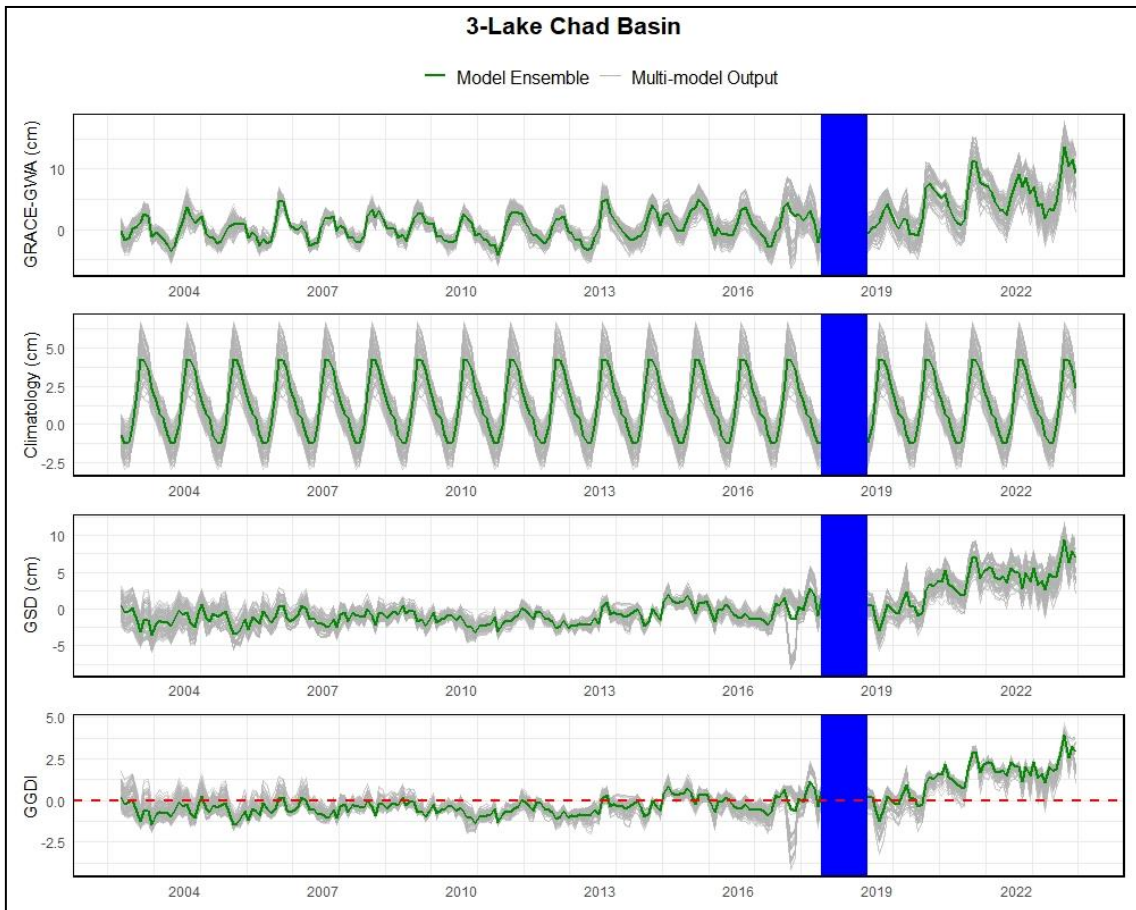 3-Lake Chad Basin
Model Ensemble Multi-model Output
GRACE-GWA (cm)
10
0
2004 2007 2010 2013 2016 2019 2022
Climatology (cm)
5.0
2.5
0.0
-2.5
2004 2007 2010 2013 2016 2019 2022
GSD (cm)
10
5
0
-5
2004 2007 2010 2013 2016 2019 2022
GGDI
5.0
2.5
0.0
-2.5
2004 2007 2010 2013 2016 2019 2022